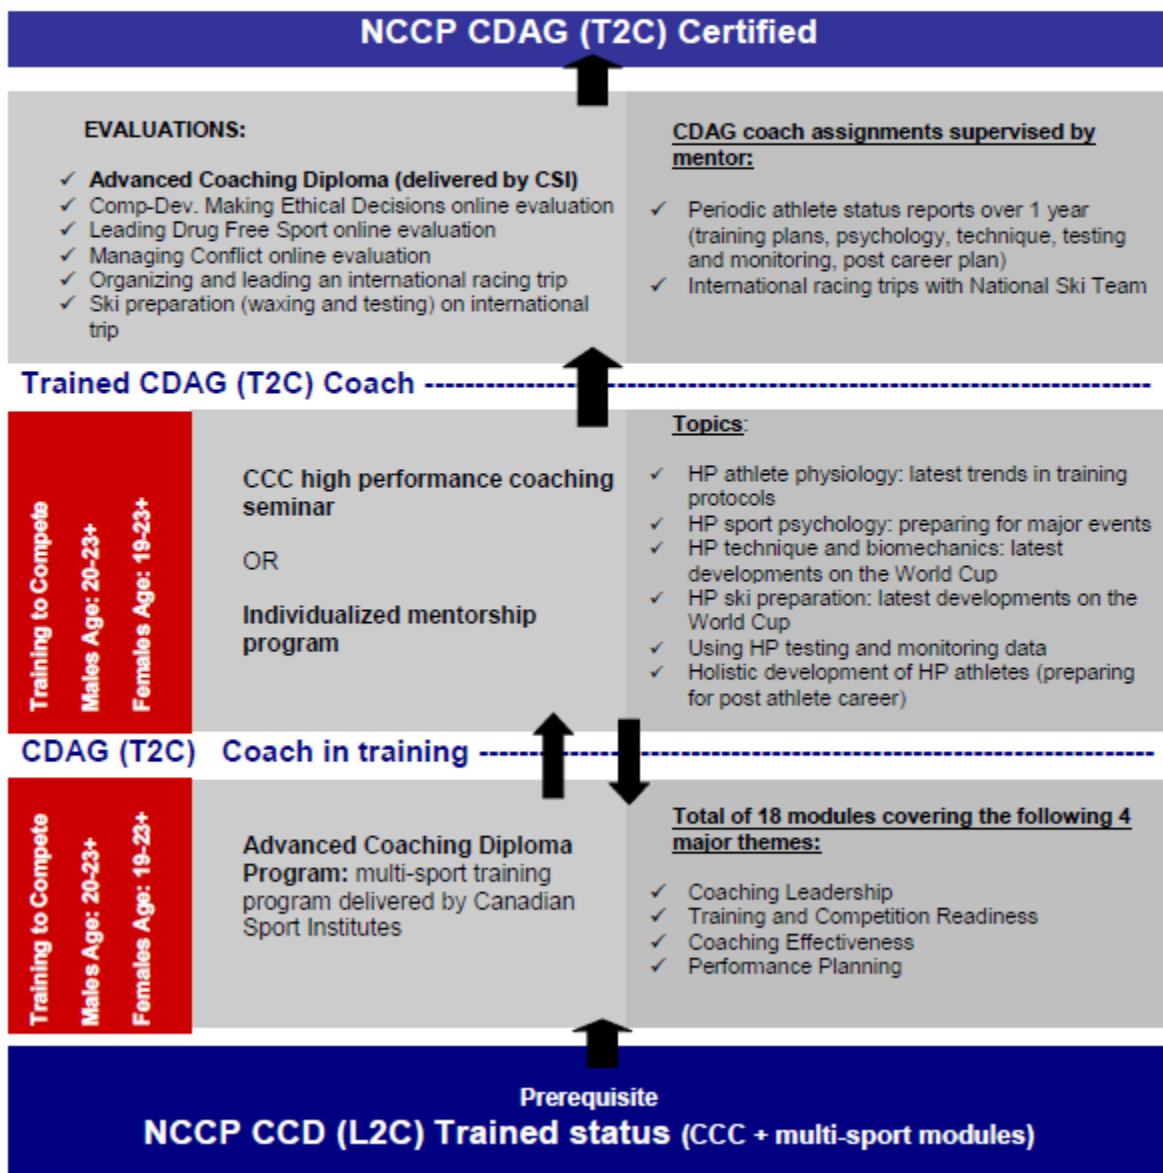 NCCP CDAG (T2C) Certified
EVALUATIONS:
✓ Advanced Coaching Diploma (delivered by CSI)
✓ Comp-Dev. Making Ethical Decisions online evaluation
✓ Leading Drug Free Sport online evaluation
✓ Managing Conflict online evaluation
✓ Organizing and leading an international racing trip
✓ Ski preparation (waxing and testing) on international
trip
CDAG coach assignments supervised by
mentor:
✓ Periodic athlete status reports over 1 year
(training plans, psychology, technique, testing
and monitoring, post career plan)
✓ International racing trips with National Ski Team
Trained CDAG (T2C) Coach
Training to Compete
Males Age: 20-23+
Females Age: 19-23+
CCC high performance coaching
seminar
OR
Individualized mentorship
program
Topics:
✓ HP athlete physiology: latest trends in training
protocols
✓ HP sport psychology: preparing for major events
✓ HP technique and biomechanics: latest
developments on the World Cup
✓ HP ski preparation: latest developments on the
World Cup
✓ Using HP testing and monitoring data
✓ Holistic development of HP athletes (preparing
for post athlete career)
CDAG (T2C) Coach in training
Training to Compete
Males Age: 20-23+
Females Age: 19-23+
Advanced Coaching Diploma
Program: multi-sport training
program delivered by Canadian
Sport Institutes
Total of 18 modules covering the following 4
major themes:
✓ Coaching Leadership
✓ Training and Competition Readiness
✓ Coaching Effectiveness
✓ Performance Planning
Prerequisite
NCCP CCD (L2C) Trained status (CCC + multi-sport modules)